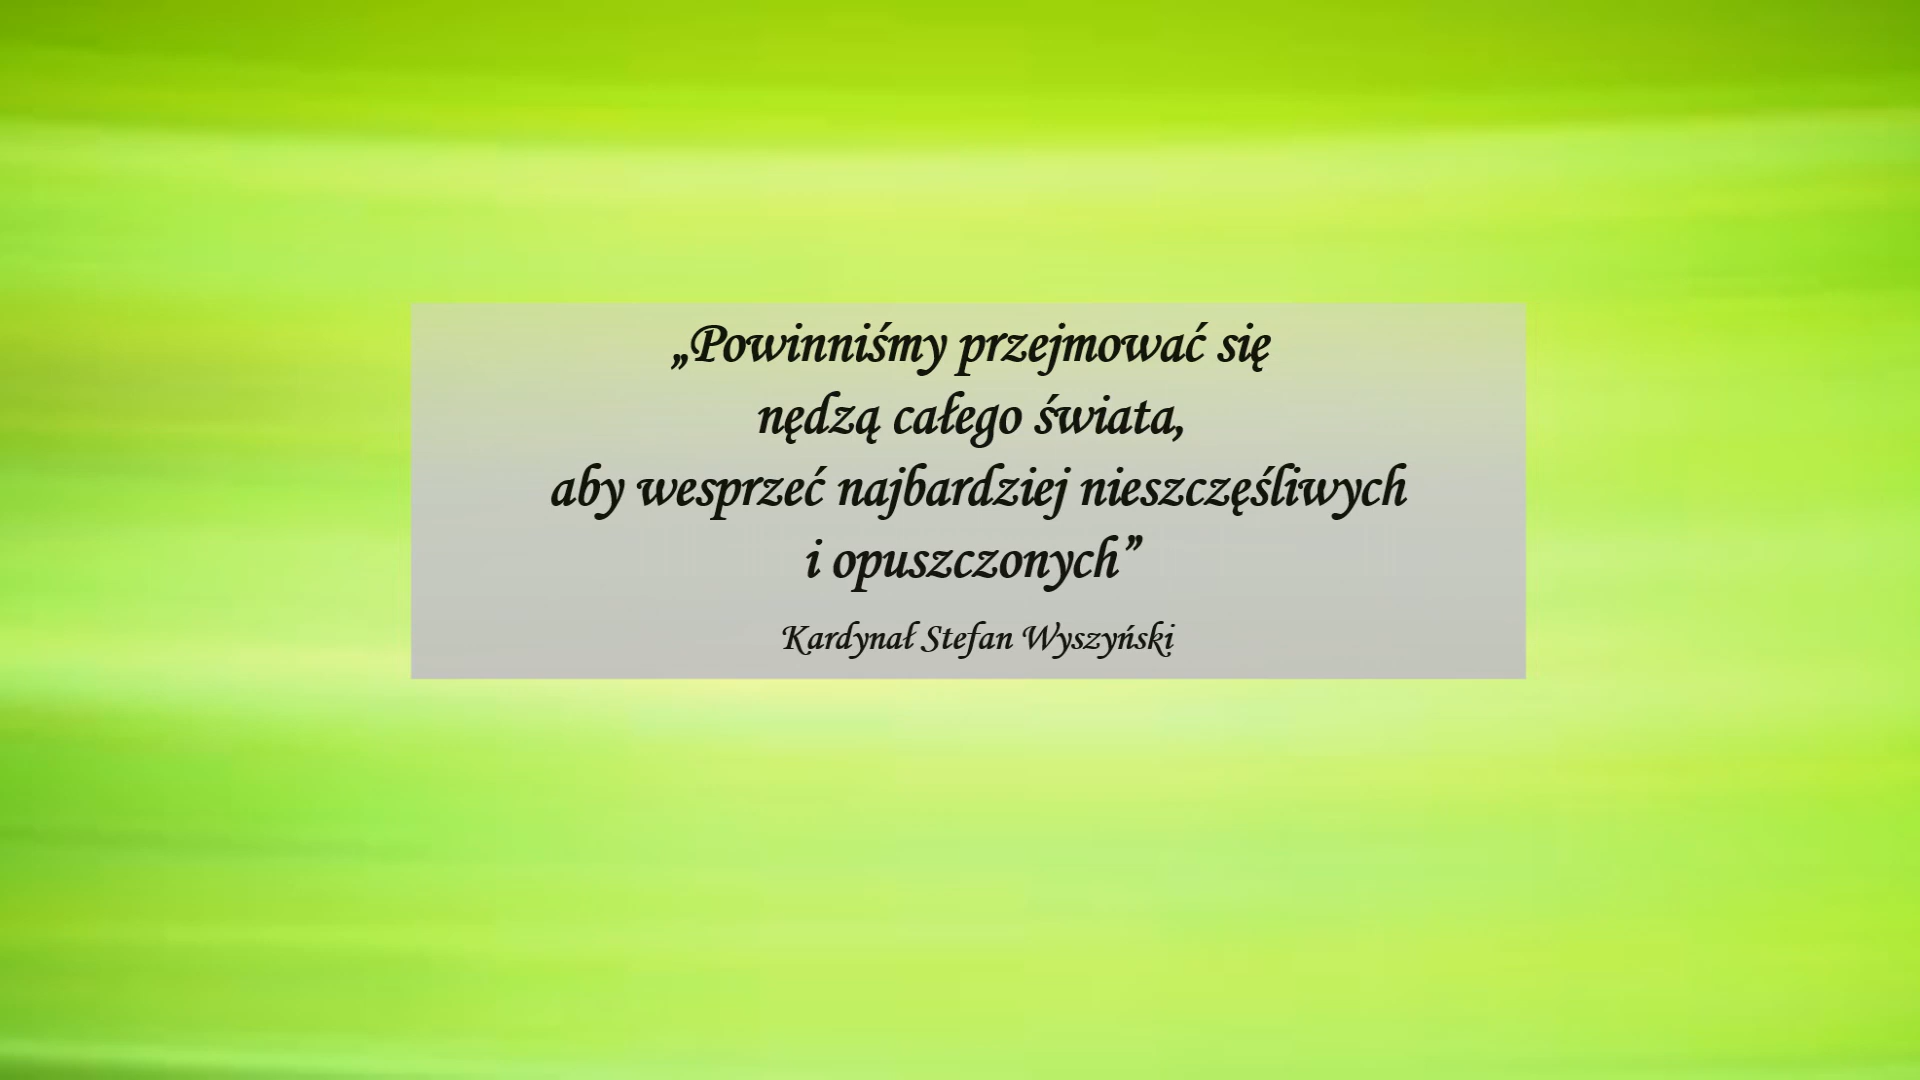 „Powinniśmy przejmować się
nędzą całego świata,
aby wesprzeć najbardziej nieszczęśliwych
i opuszczonych”
Kardynał Stefan Wyszyński